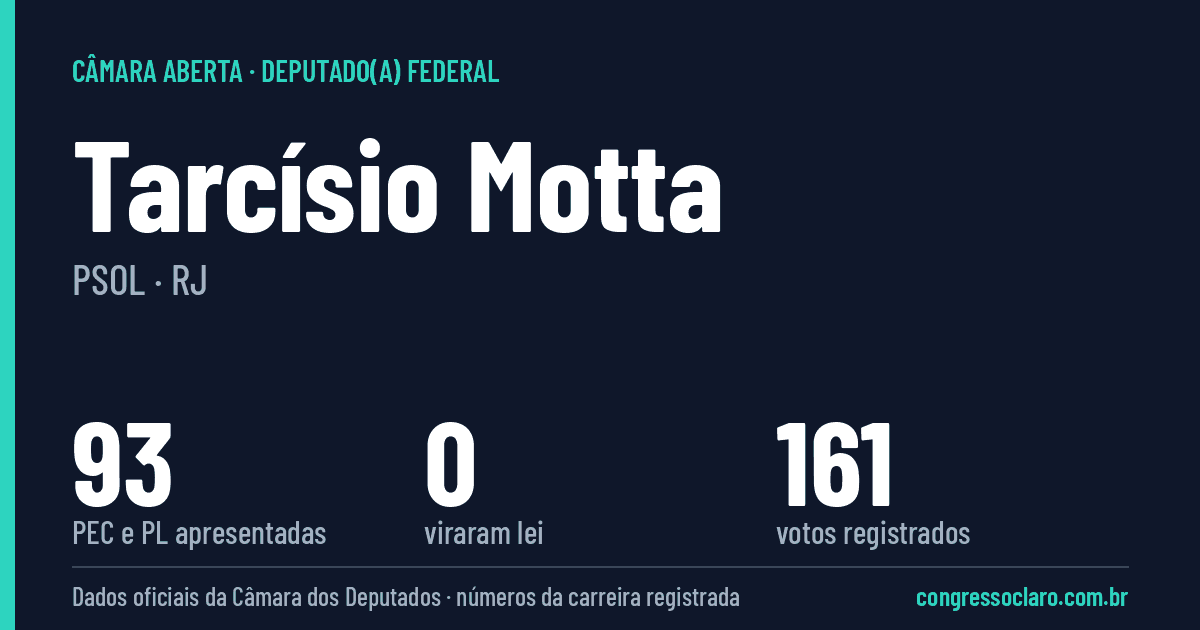 CÂMARA ABERTA · DEPUTADO(A) FEDERAL
Tarcísio Motta
PSOL · RJ
93
PEC e PL apresentadas
0
viraram lei
161
votos registrados
Dados oficiais da Câmara dos Deputados · números da carreira registrada
congressoclaro.com.br